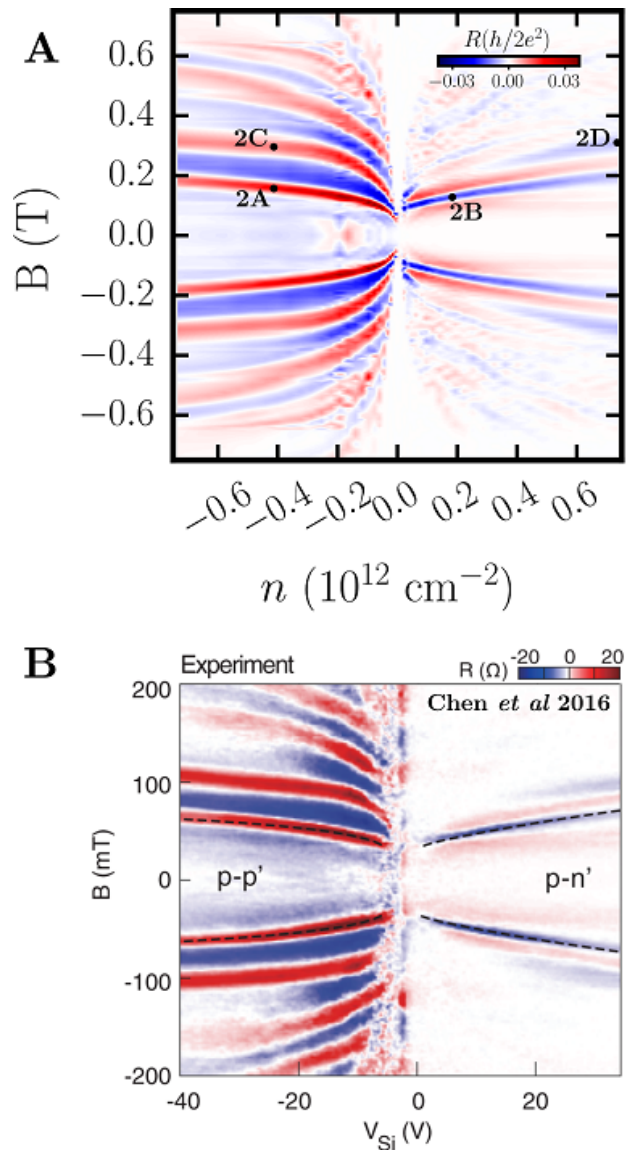 A
R(h/2e²)
−0.03 0.00 0.03
0.6
0.4
0.2
0.0
−0.2
−0.4
−0.6
B (T)
2C
2D
2A
2B
−0.6 −0.4 −0.2 0.0 0.2 0.4 0.6
n (10¹² cm⁻²)
B
Experiment
R (Ω)
-20 0 20
Chen et al 2016
200
100
0
-100
-200
B (mT)
p-p'
p-n'
-40 -20 0 20
V_Si (V)